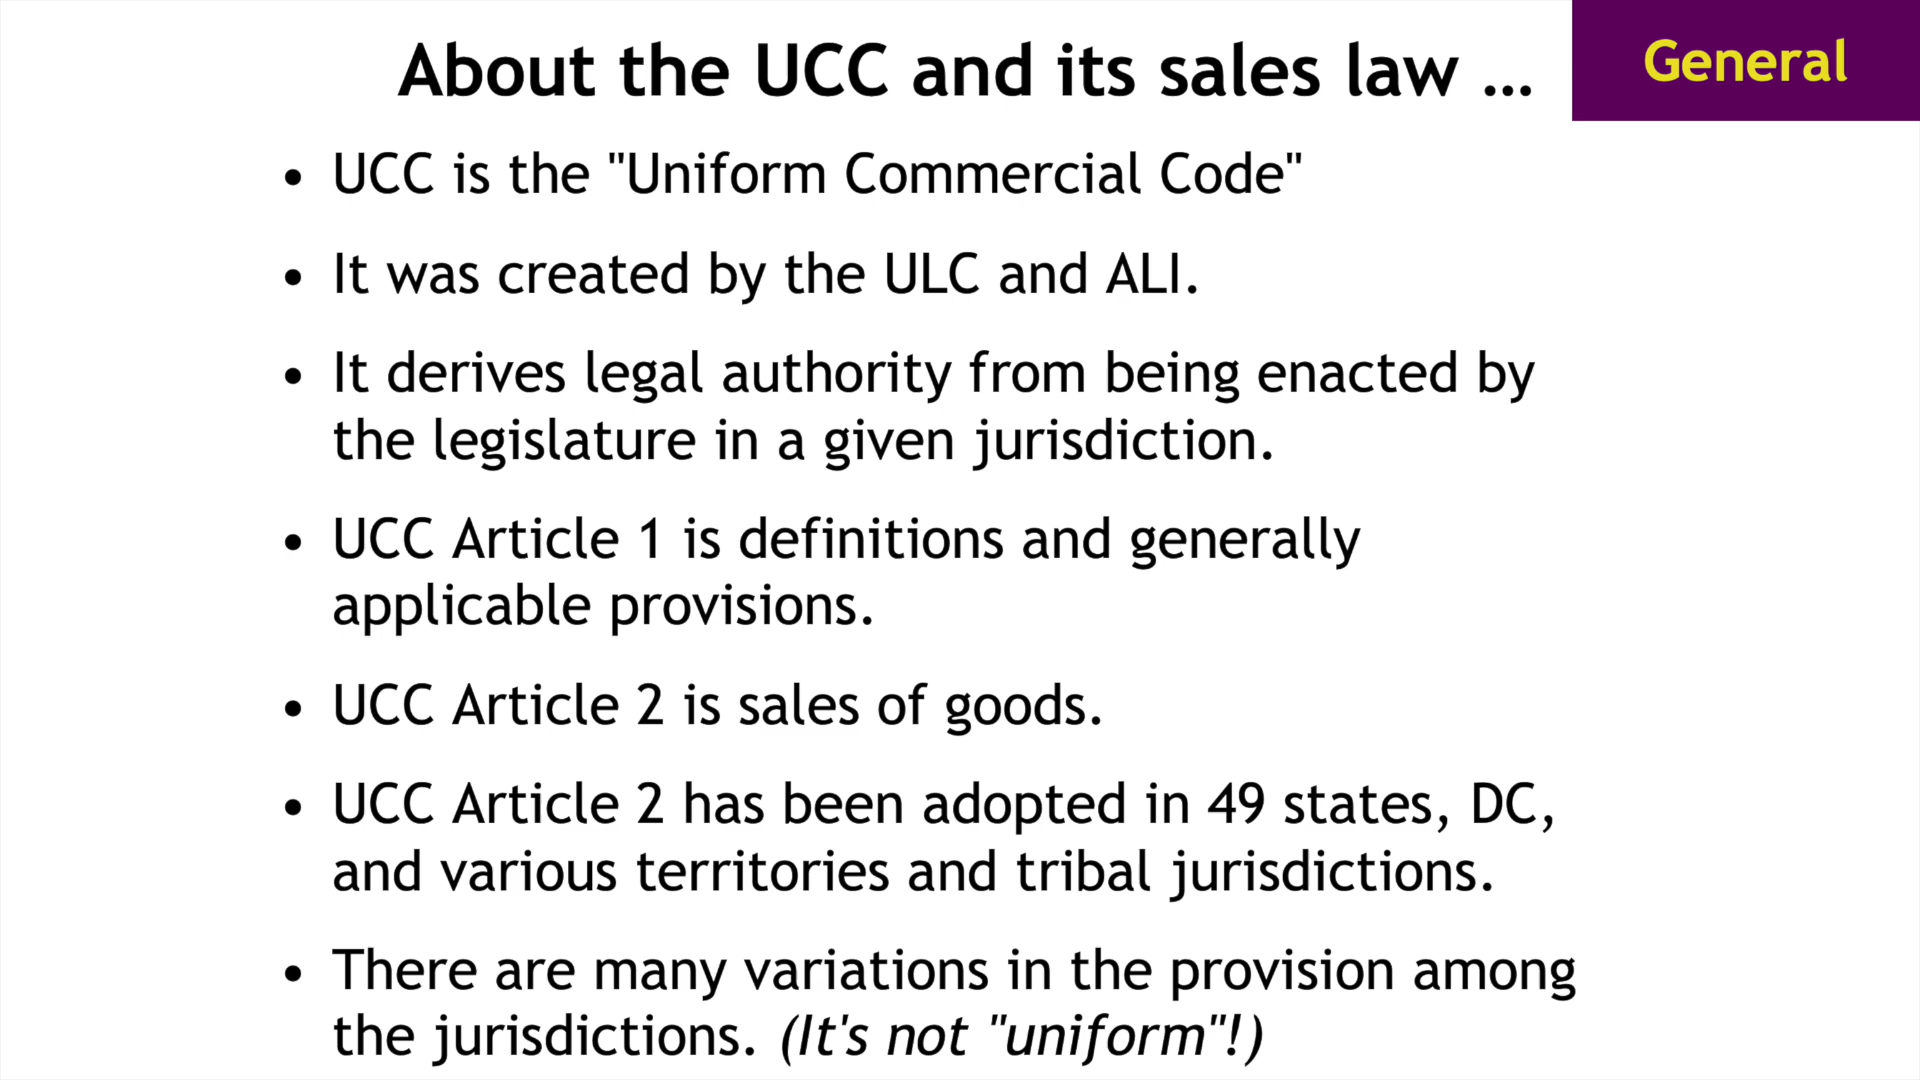 About the UCC and its sales law …
General
• UCC is the "Uniform Commercial Code"
• It was created by the ULC and ALI.
• It derives legal authority from being enacted by
the legislature in a given jurisdiction.
• UCC Article 1 is definitions and generally
applicable provisions.
• UCC Article 2 is sales of goods.
• UCC Article 2 has been adopted in 49 states, DC,
and various territories and tribal jurisdictions.
• There are many variations in the provision among
the jurisdictions. (It's not "uniform"!)